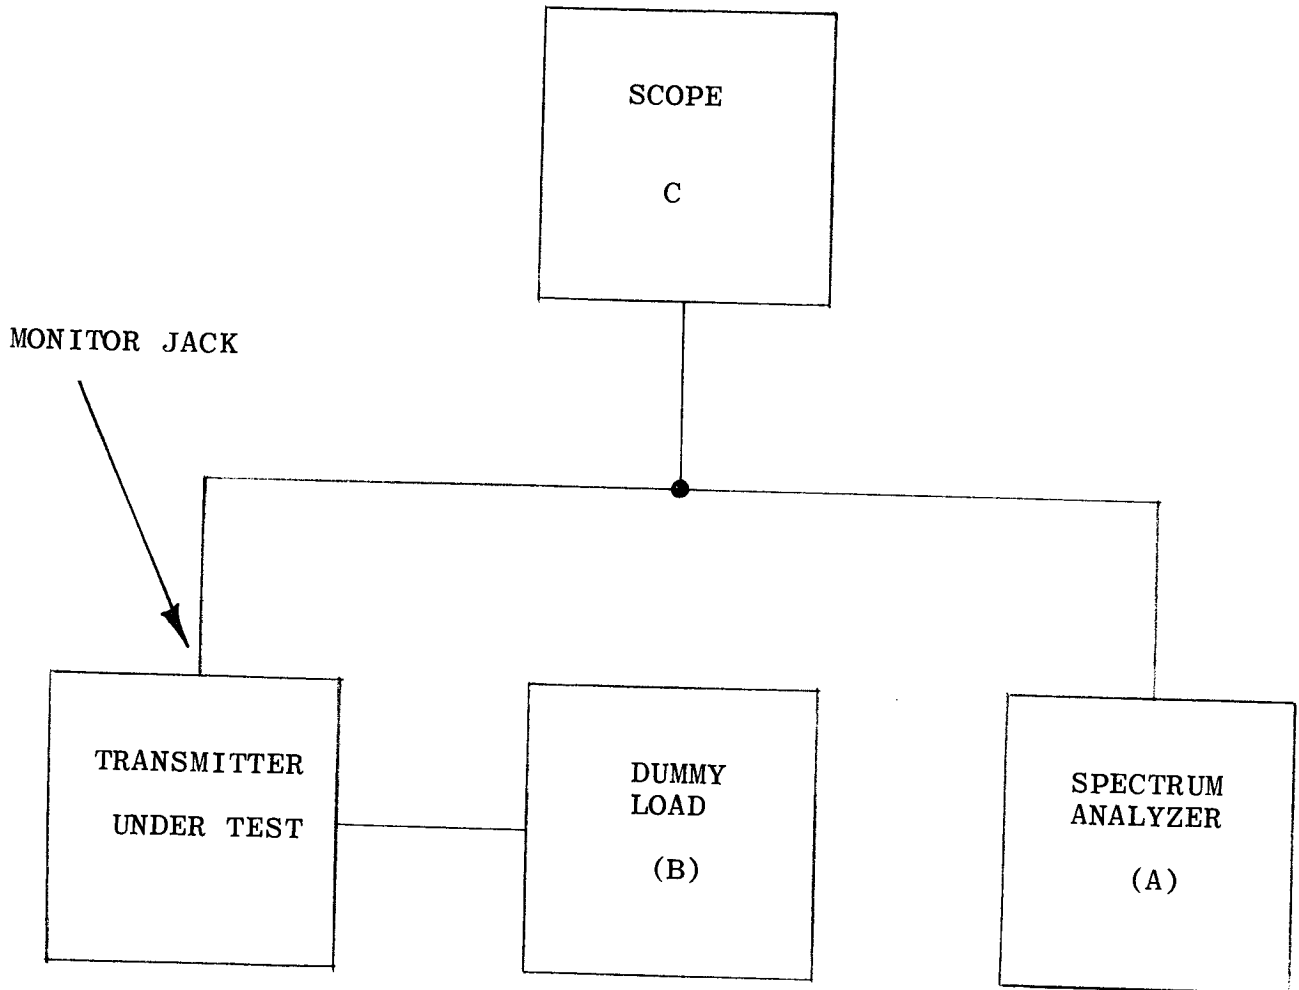 SCOPE
C
MONITOR JACK
TRANSMITTER
UNDER TEST
DUMMY
LOAD
(B)
SPECTRUM
ANALYZER
(A)